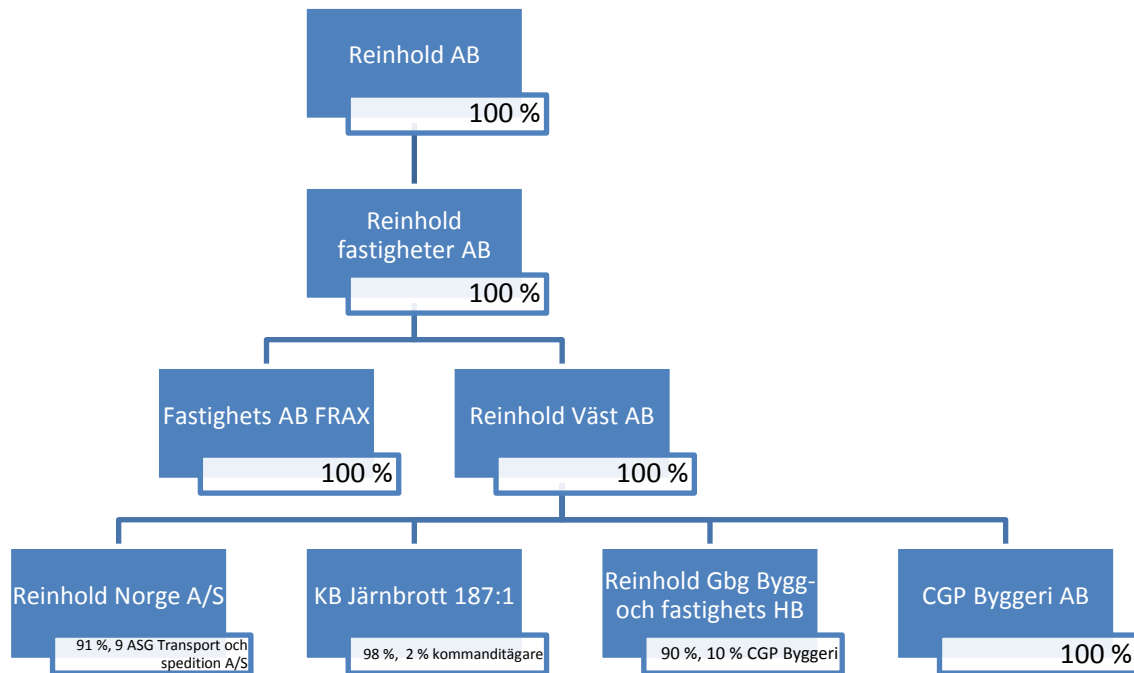 Reinhold AB
100 %
Reinhold
fastigheter AB
100 %
Fastighets AB FRAX
100 %
Reinhold Väst AB
100 %
Reinhold Norge A/S
91 %, 9 ASG Transport och
spedition A/S
KB Järnbrott 187:1
98 %, 2 % kommanditägare
Reinhold Gbg Bygg-
och fastighets HB
90 %, 10 % CGP Byggeri
CGP Byggeri AB
100 %